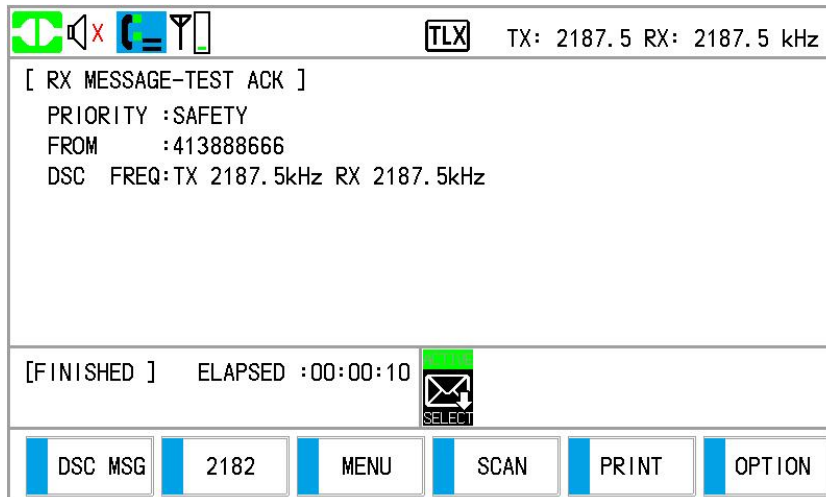 TLX TX: 2187.5 RX: 2187.5 kHz
[ RX MESSAGE-TEST ACK ]
PRIORITY :SAFETY
FROM :413888666
DSC FREQ:TX 2187.5kHz RX 2187.5kHz
[FINISHED ] ELAPSED :00:00:10
SELECT
DSC MSG 2182 MENU SCAN PRINT OPTION